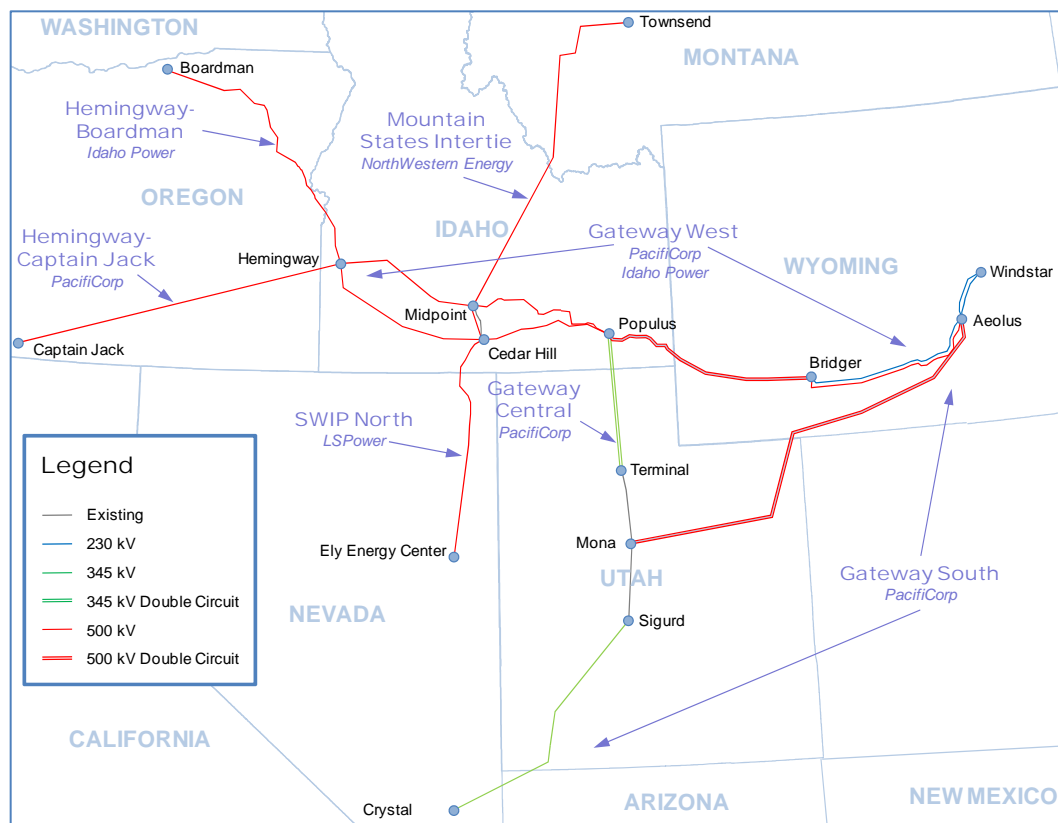 WASHINGTON
Townsend
MONTANA
Boardman
Hemingway-
Boardman
Idaho Power
Mountain
States Intertie
NorthWestern Energy
OREGON
IDAHO
Hemingway-
Captain Jack
PacifiCorp
Hemingway
Gateway West
PacifiCorp
Idaho Power
WYOMING
Windstar
Midpoint
Populus
Aeolus
Captain Jack
Cedar Hill
Bridger
SWIP North
LSPower
Gateway
Central
PacifiCorp
Legend
Existing
230 kV
345 kV
345 kV Double Circuit
500 kV
500 kV Double Circuit
Terminal
Ely Energy Center
Mona
UTAH
Gateway South
PacifiCorp
NEVADA
Sigurd
CALIFORNIA
Crystal
ARIZONA
NEW MEXICO